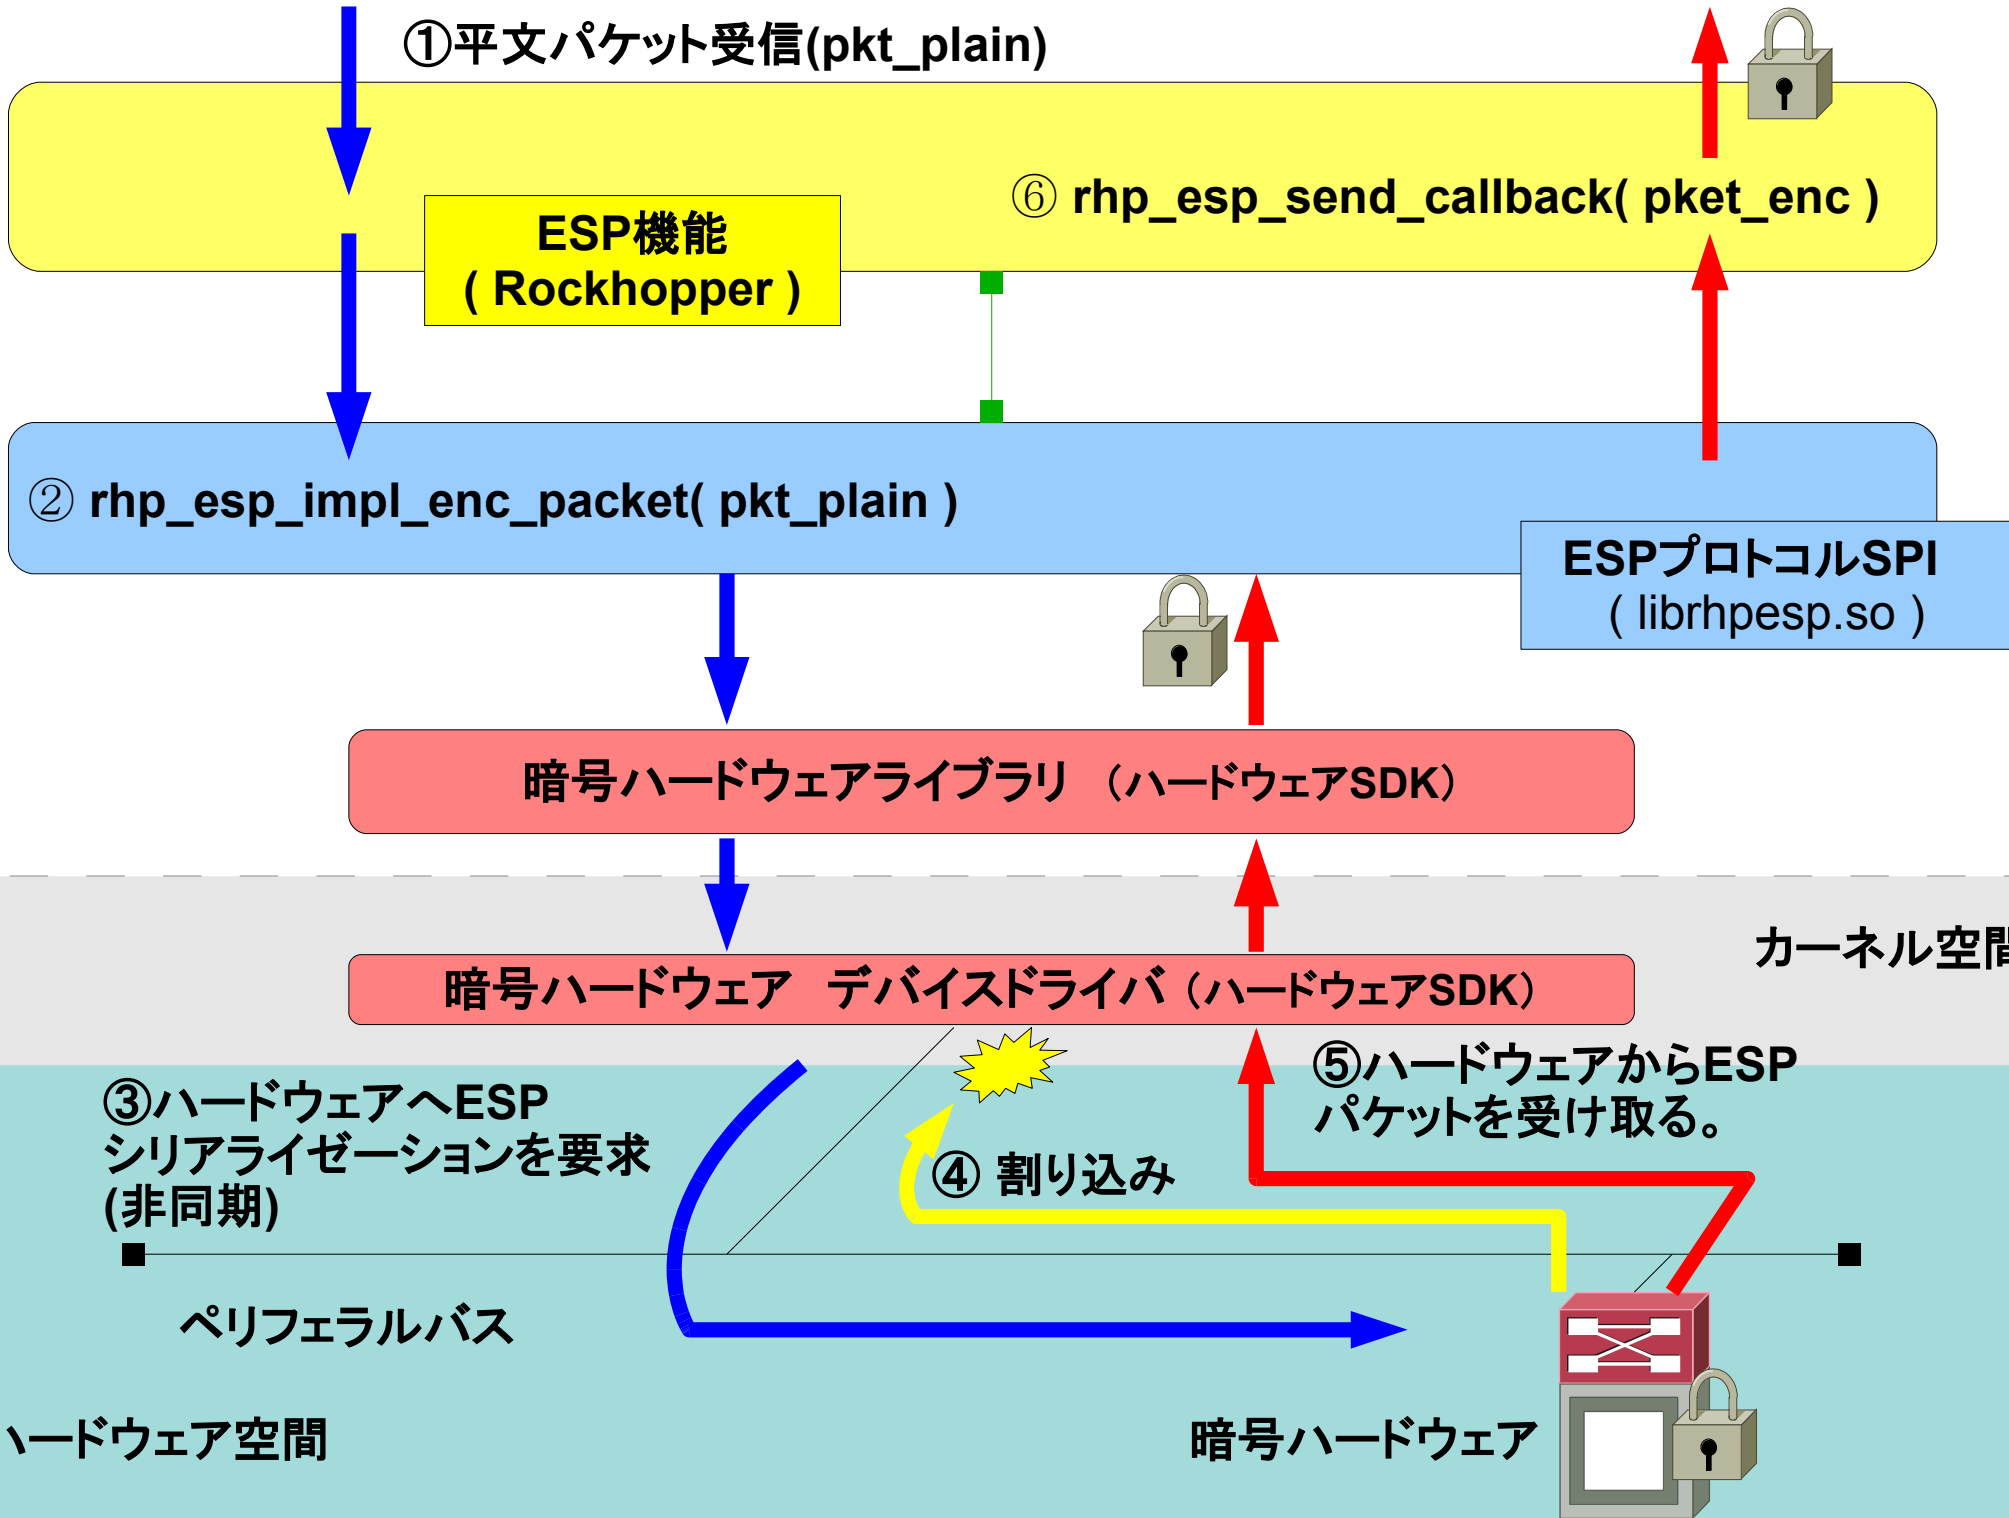 ①平文パケット受信(pkt_plain)
⑥ rhp_esp_send_callback( pket_enc )
ESP機能
( Rockhopper )
② rhp_esp_impl_enc_packet( pkt_plain )
ESPプロトコルSPI
( librhpesp.so )
暗号ハードウェアライブラリ （ハードウェアSDK）
カーネル空間
暗号ハードウェア　デバイスドライバ（ハードウェアSDK）
⑤ハードウェアからESP
パケットを受け取る。
③ハードウェアへESP
シリアライゼーションを要求
(非同期)
④ 割り込み
ペリフェラルバス
ハードウェア空間
暗号ハードウェア